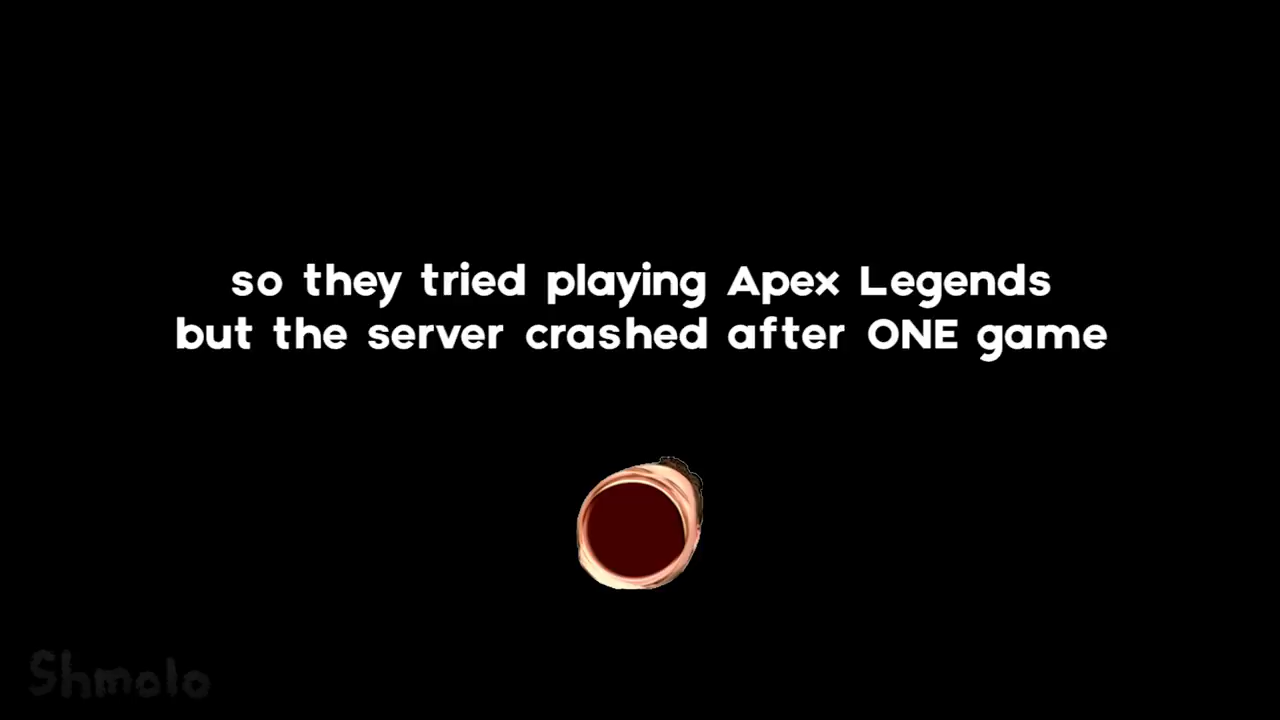 so they tried playing Apex Legends
but the server crashed after ONE game
Shmolo